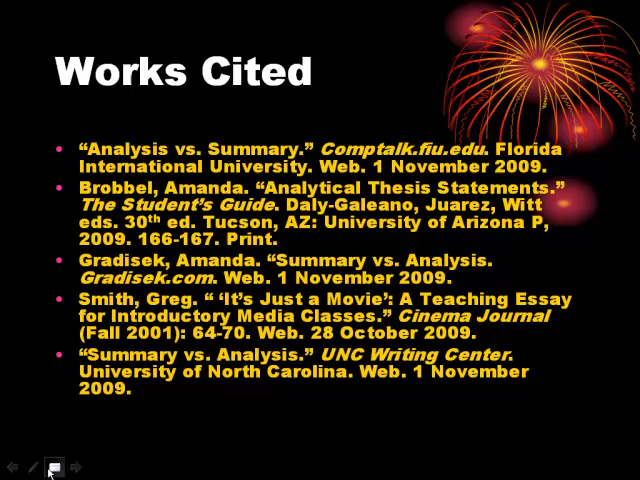 Works Cited
• “Analysis vs. Summary.” Comptalk.fiu.edu. Florida
International University. Web. 1 November 2009.
• Brobbel, Amanda. “Analytical Thesis Statements.”
The Student’s Guide. Daly-Galeano, Juarez, Witt
eds. 30th ed. Tucson, AZ: University of Arizona P,
2009. 166-167. Print.
• Gradisek, Amanda. “Summary vs. Analysis.
Gradisek.com. Web. 1 November 2009.
• Smith, Greg. “ ‘It’s Just a Movie’: A Teaching Essay
for Introductory Media Classes.” Cinema Journal
(Fall 2001): 64-70. Web. 28 October 2009.
• “Summary vs. Analysis.” UNC Writing Center.
University of North Carolina. Web. 1 November
2009.